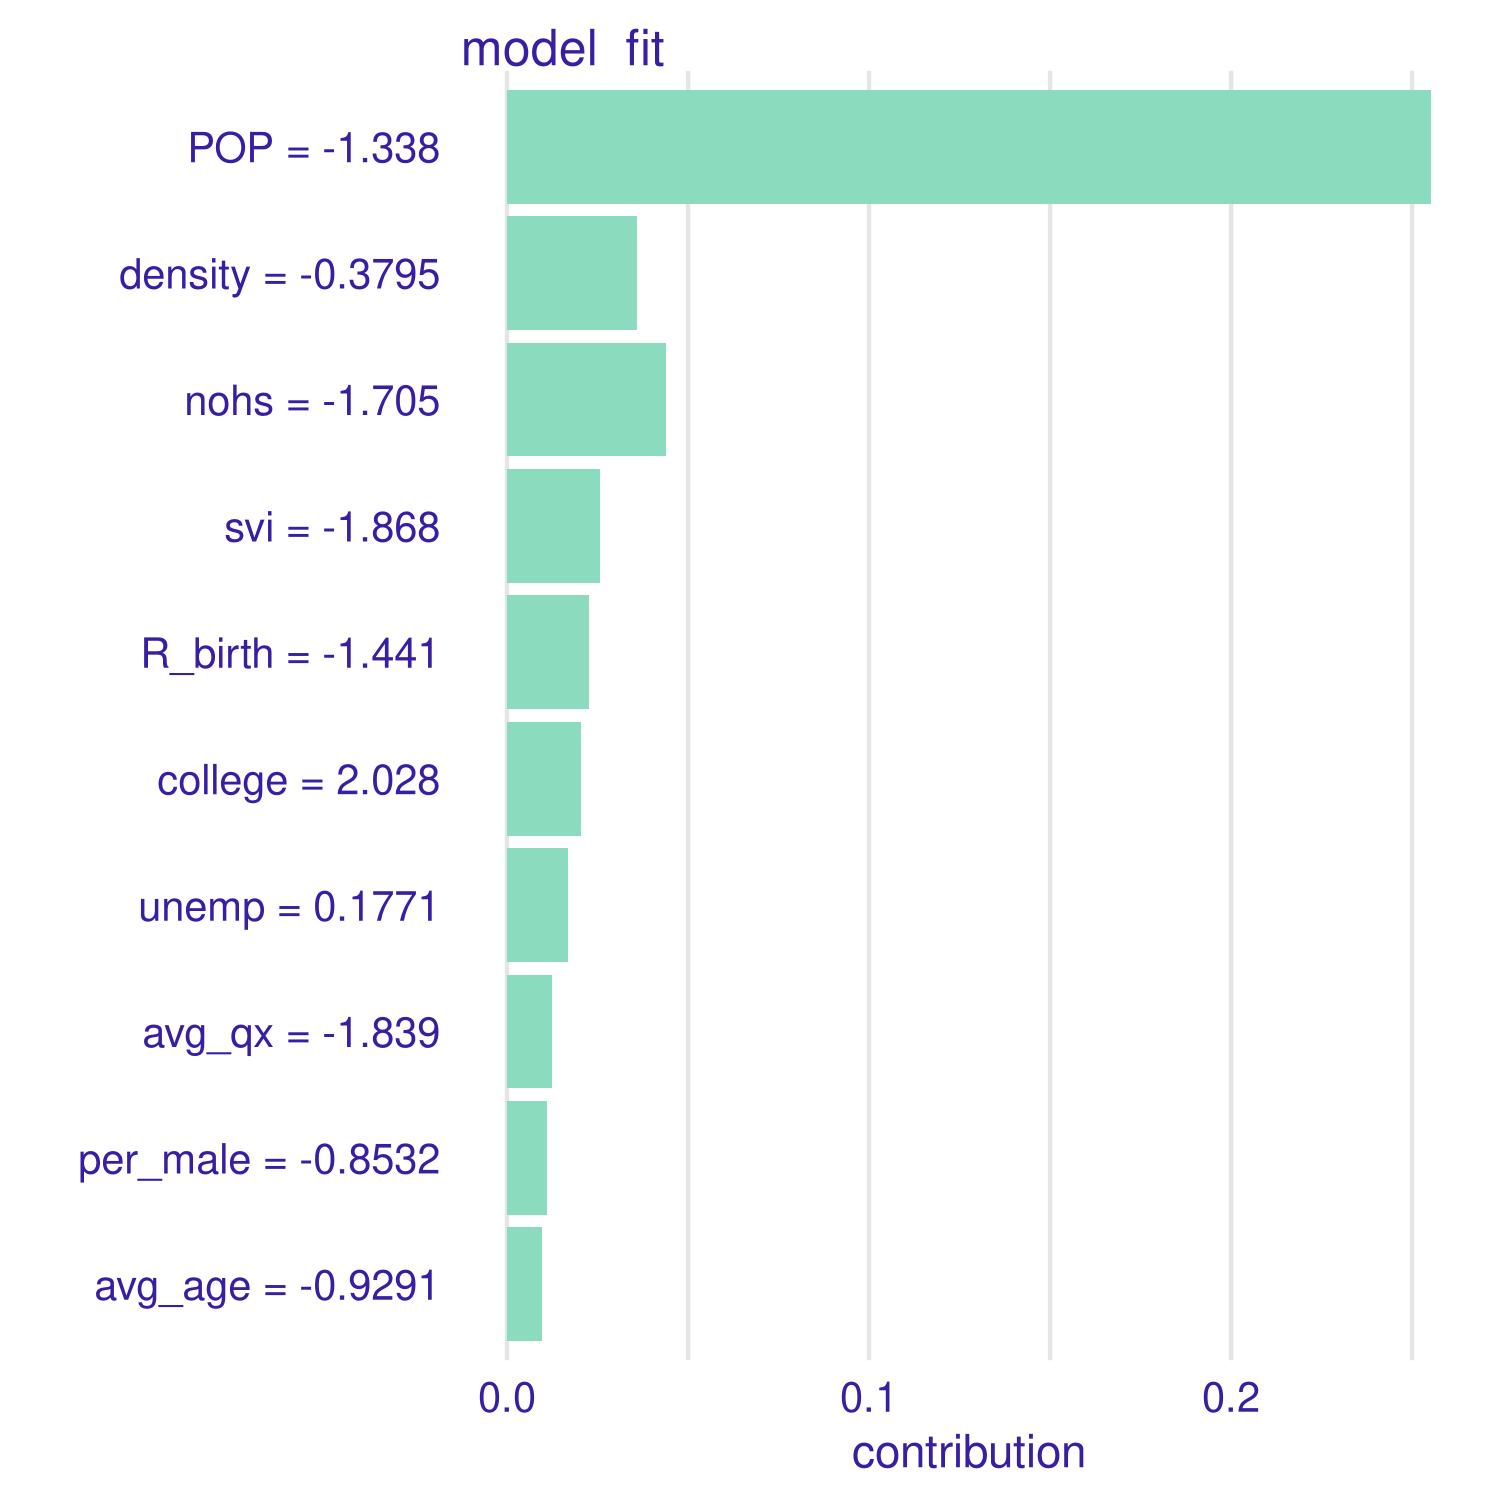 model  fit
POP = -1.338
density = -0.3795
nohs = -1.705
svi = -1.868
R_birth = -1.441
college = 2.028
unemp = 0.1771
avg_qx = -1.839
per_male = -0.8532
avg_age = -0.9291
0.0 0.1 0.2
contribution